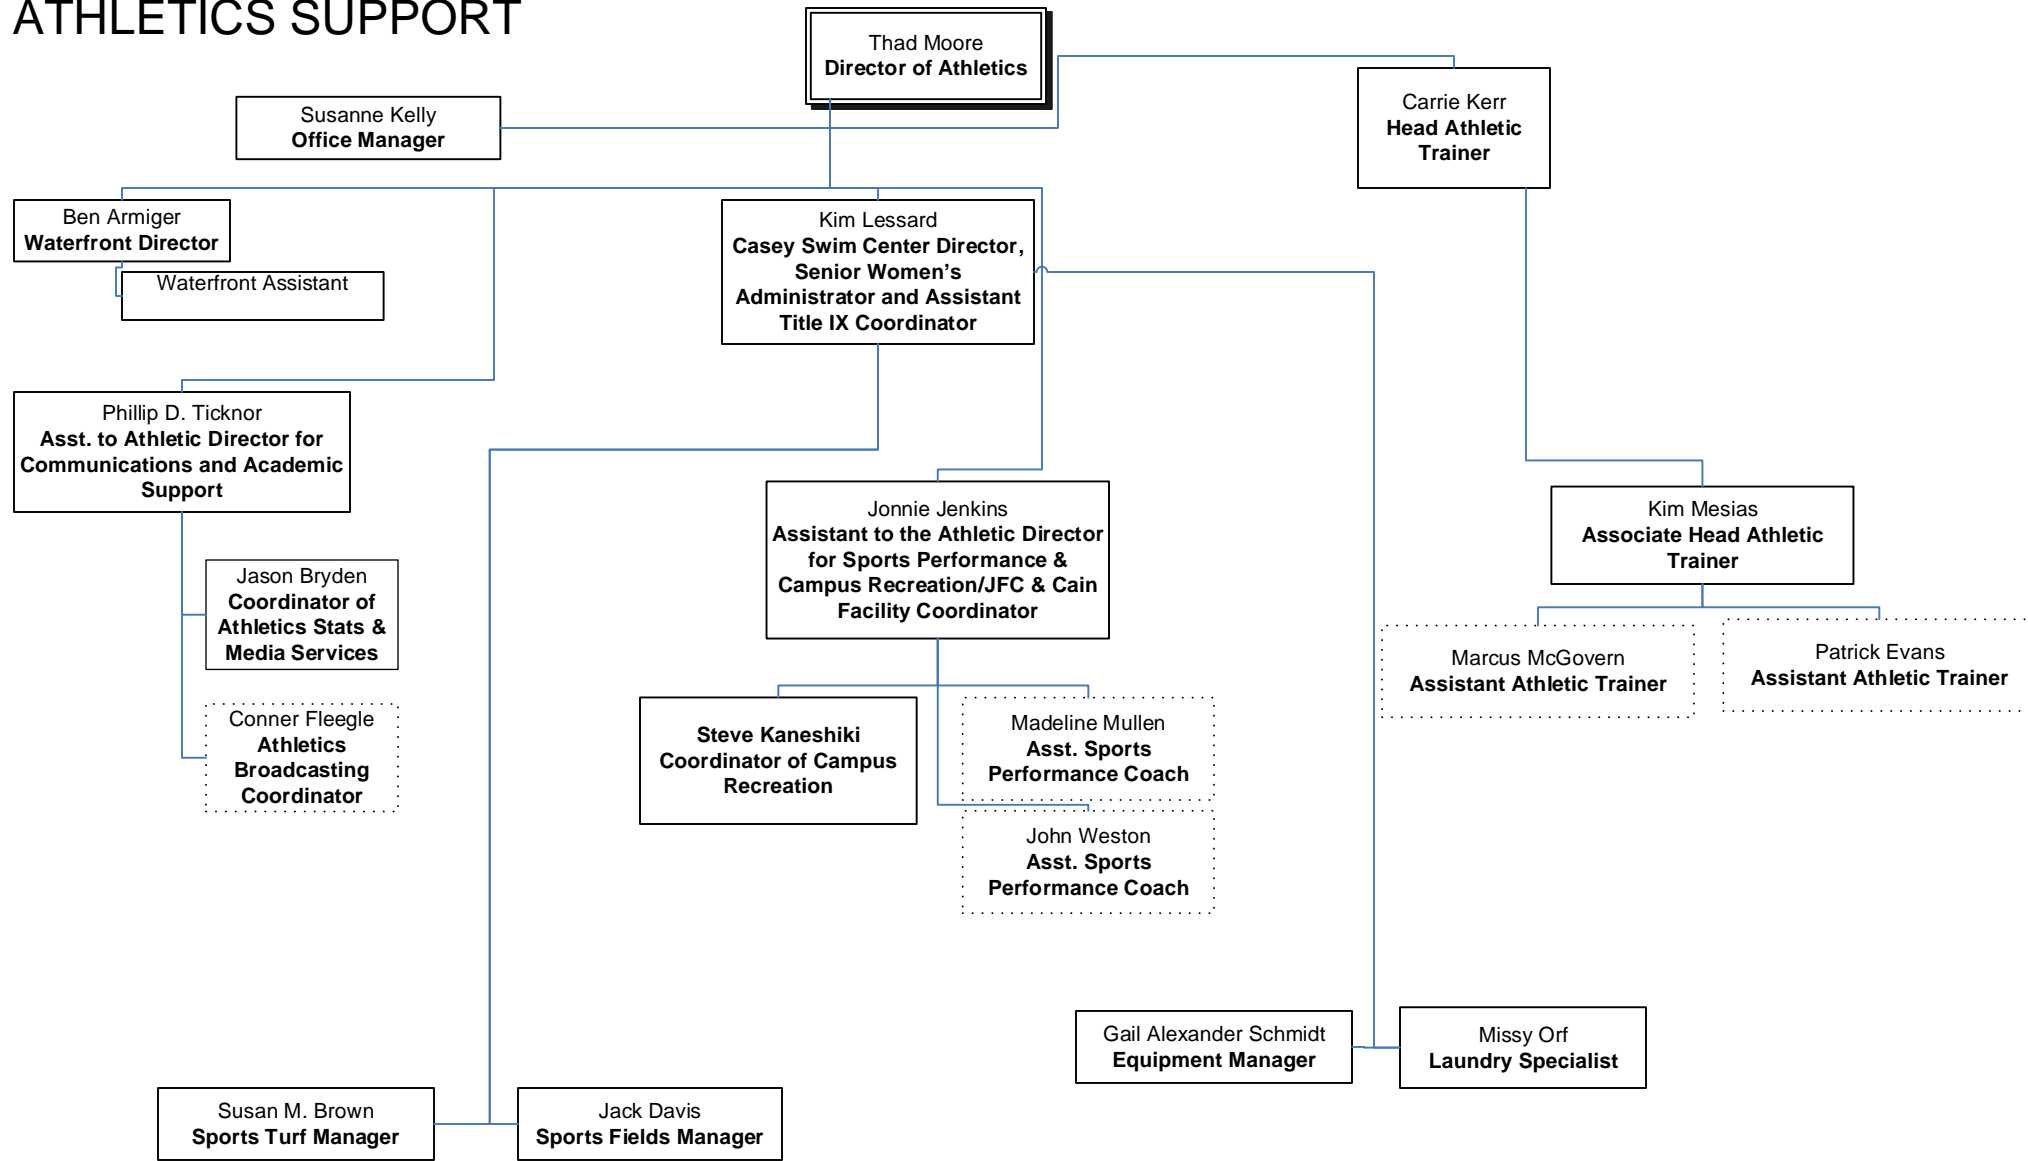 ATHLETICS SUPPORT
Thad Moore
Director of Athletics
Susanne Kelly
Office Manager
Carrie Kerr
Head Athletic
Trainer
Ben Armiger
Waterfront Director
Waterfront Assistant
Kim Lessard
Casey Swim Center Director,
Senior Women’s
Administrator and Assistant
Title IX Coordinator
Phillip D. Ticknor
Asst. to Athletic Director for
Communications and Academic
Support
Jason Bryden
Coordinator of
Athletics Stats &
Media Services
Conner Fleegle
Athletics
Broadcasting
Coordinator
Jonnie Jenkins
Assistant to the Athletic Director
for Sports Performance &
Campus Recreation/JFC & Cain
Facility Coordinator
Steve Kaneshiki
Coordinator of Campus
Recreation
Madeline Mullen
Asst. Sports
Performance Coach
John Weston
Asst. Sports
Performance Coach
Kim Mesias
Associate Head Athletic
Trainer
Marcus McGovern
Assistant Athletic Trainer
Patrick Evans
Assistant Athletic Trainer
Gail Alexander Schmidt
Equipment Manager
Missy Orf
Laundry Specialist
Susan M. Brown
Sports Turf Manager
Jack Davis
Sports Fields Manager